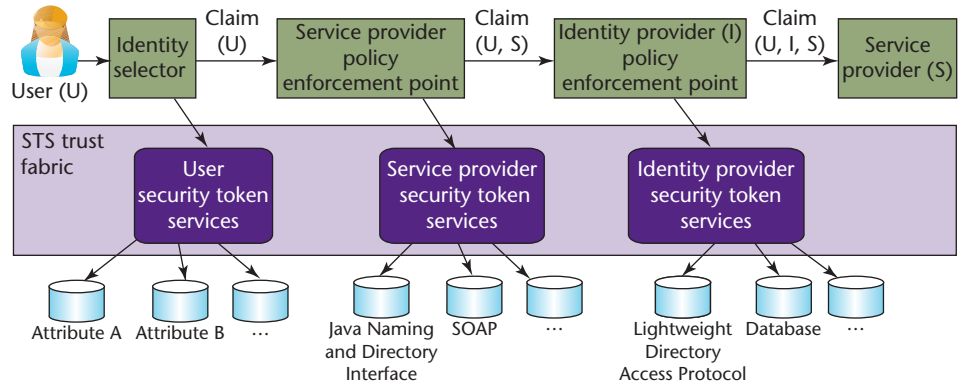 User (U)
Identity
selector
Claim
(U)
Service provider
policy
enforcement point
Claim
(U, S)
Identity provider (I)
policy
enforcement point
Claim
(U, I, S)
Service
provider (S)
STS trust
fabric
User
security token
services
Service provider
security token
services
Identity provider
security token
services
Attribute A
Attribute B
...
Java Naming
and Directory
Interface
SOAP
...
Lightweight
Directory
Access Protocol
Database
...